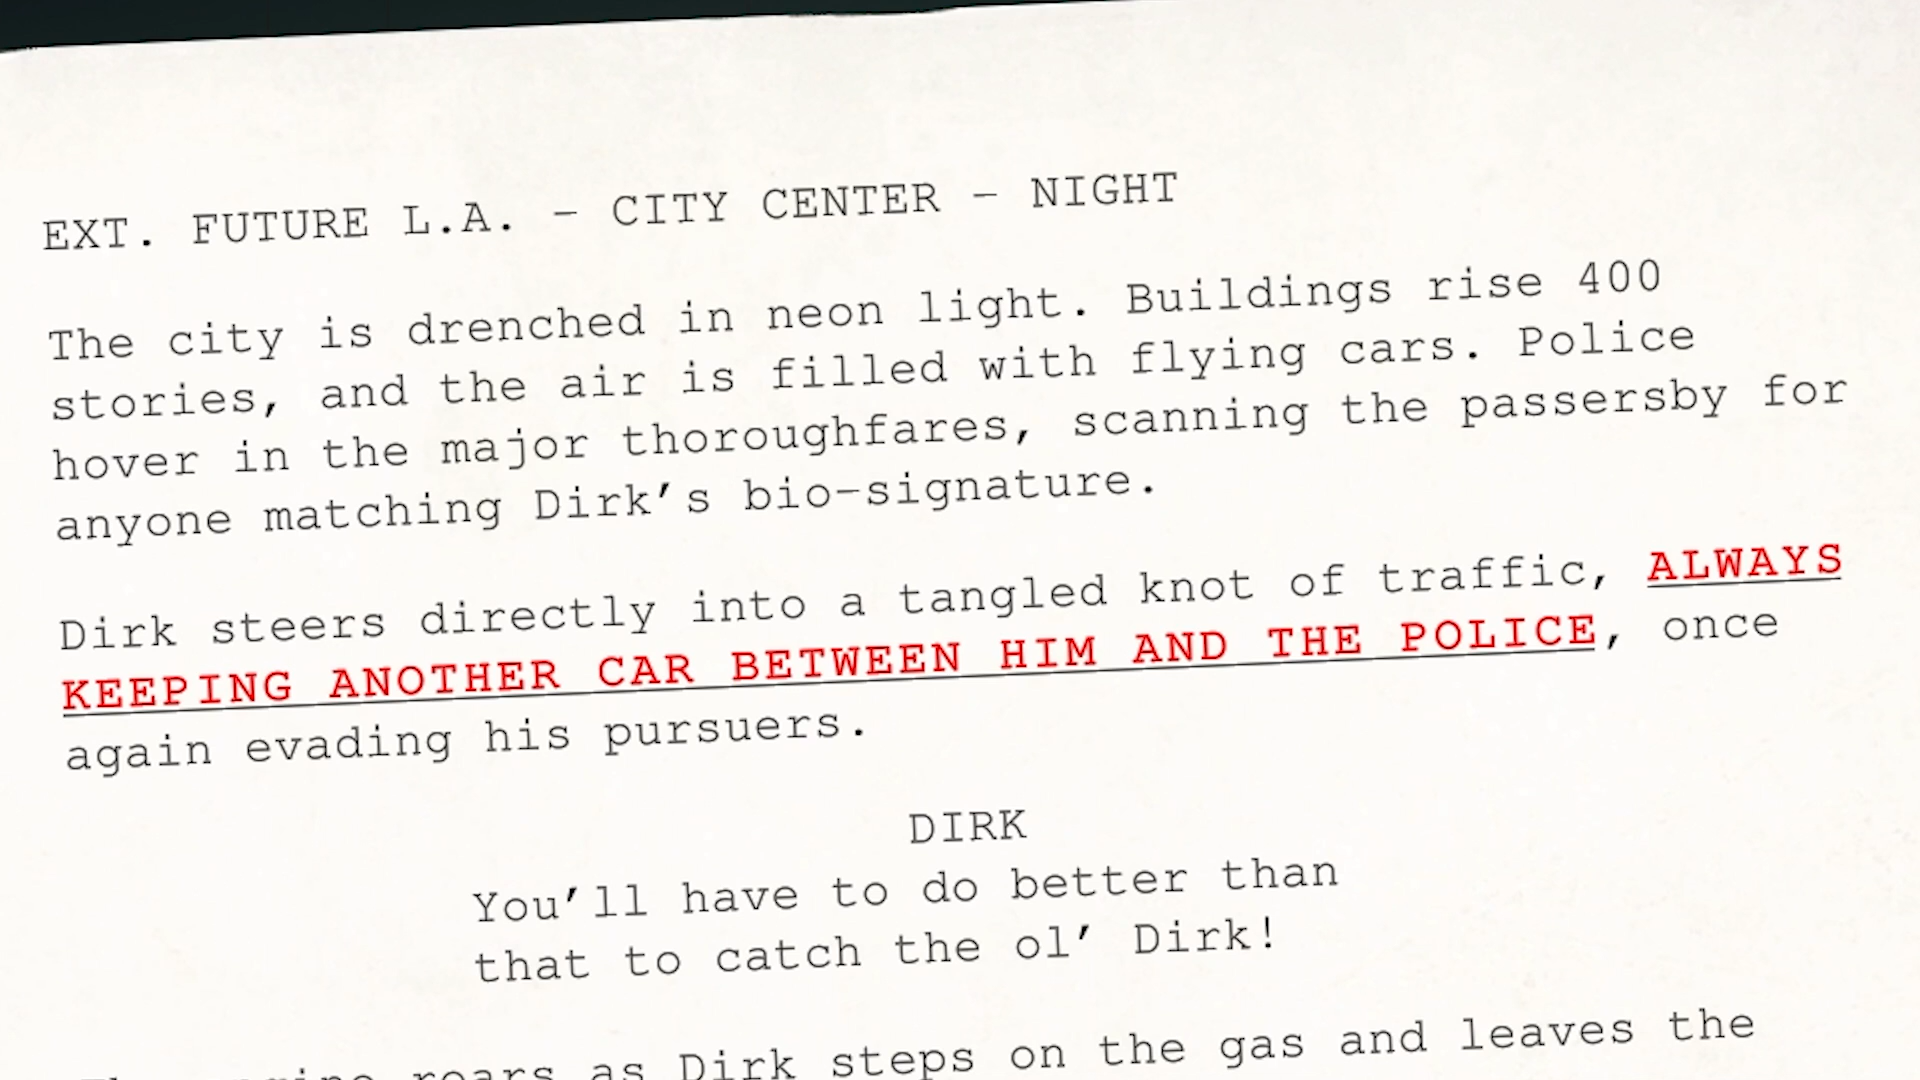 EXT. FUTURE L.A. – CITY CENTER – NIGHT
The city is drenched in neon light. Buildings rise 400
stories, and the air is filled with flying cars. Police
hover in the major thoroughfares, scanning the passersby for
anyone matching Dirk's bio-signature.
Dirk steers directly into a tangled knot of traffic, ALWAYS
KEEPING ANOTHER CAR BETWEEN HIM AND THE POLICE, once
again evading his pursuers.
DIRK
You'll have to do better than
that to catch the ol' Dirk!
roars as Dirk steps on the gas and leaves the